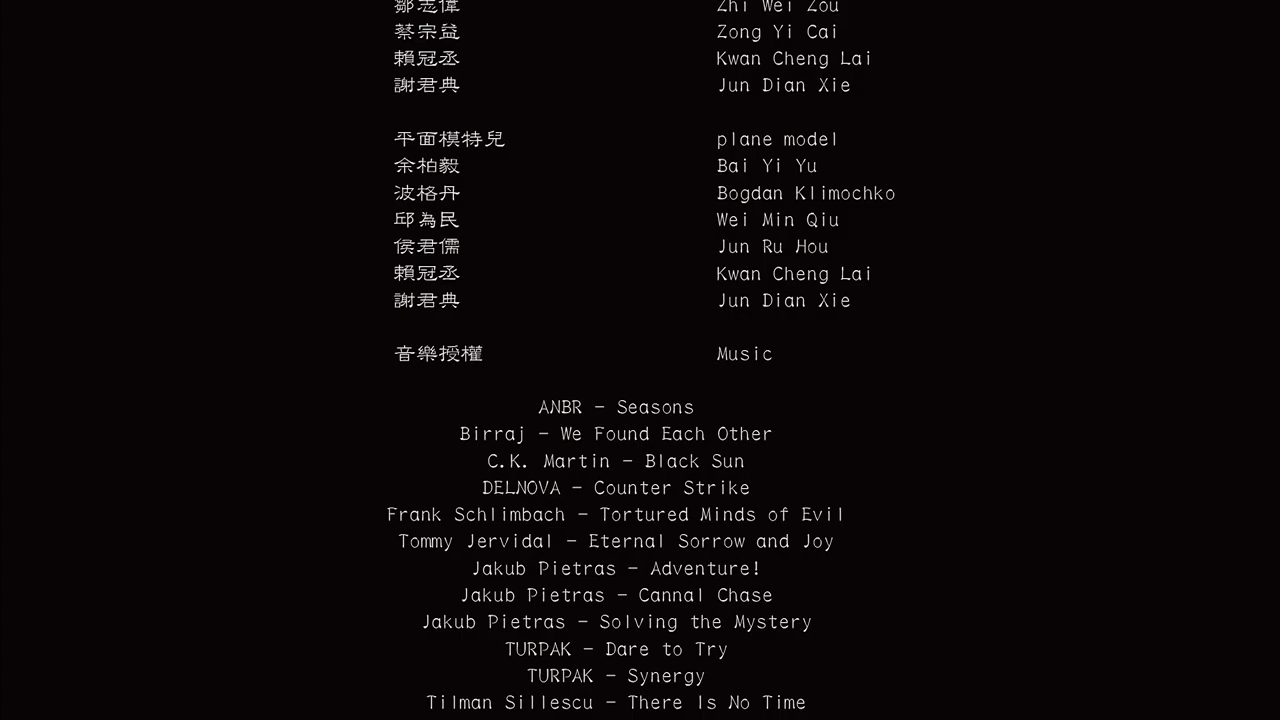 鄒志偉 Zhi Wei Zou
蔡宗益 Zong Yi Cai
賴冠丞 Kwan Cheng Lai
謝君典 Jun Dian Xie
平面模特兒 plane model
余柏毅 Bai Yi Yu
波格丹 Bogdan Klimochko
邱為民 Wei Min Qiu
侯君儒 Jun Ru Hou
賴冠丞 Kwan Cheng Lai
謝君典 Jun Dian Xie
音樂授權 Music
ANBR - Seasons
Birraj - We Found Each Other
C.K. Martin - Black Sun
DELNOVA - Counter Strike
Frank Schlimbach - Tortured Minds of Evil
Tommy Jervidal - Eternal Sorrow and Joy
Jakub Pietras - Adventure!
Jakub Pietras - Cannal Chase
Jakub Pietras - Solving the Mystery
TURPAK - Dare to Try
TURPAK - Synergy
Tilman Sillescu - There Is No Time